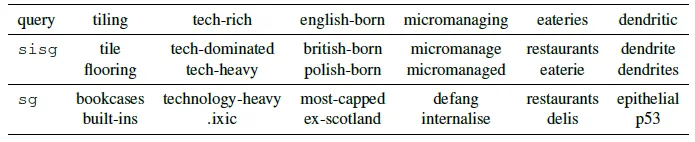 query tiling tech-rich english-born micromanaging eateries dendritic
sisg tile tech-dominated british-born micromanage restaurants dendrite
flooring tech-heavy polish-born micromanaged eaterie dendrites
sg bookcases technology-heavy most-capped defang restaurants epithelial
built-ins .ixic ex-scotland internalise delis p53